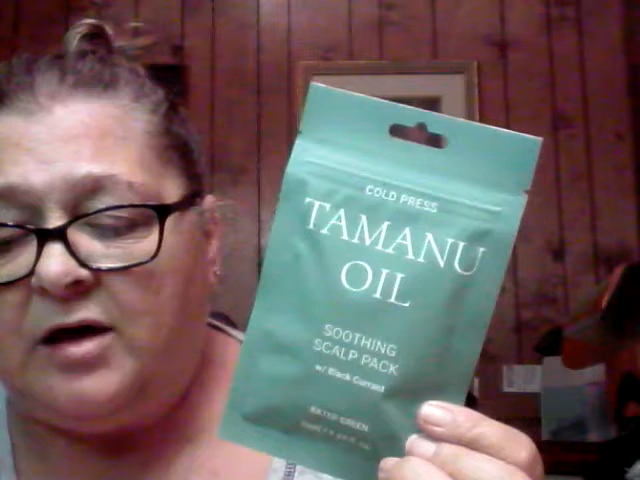 COLD PRESS
TAMANU
OIL
SOOTHING
SCALP PACK
w/ Black Currant
RATED GREEN